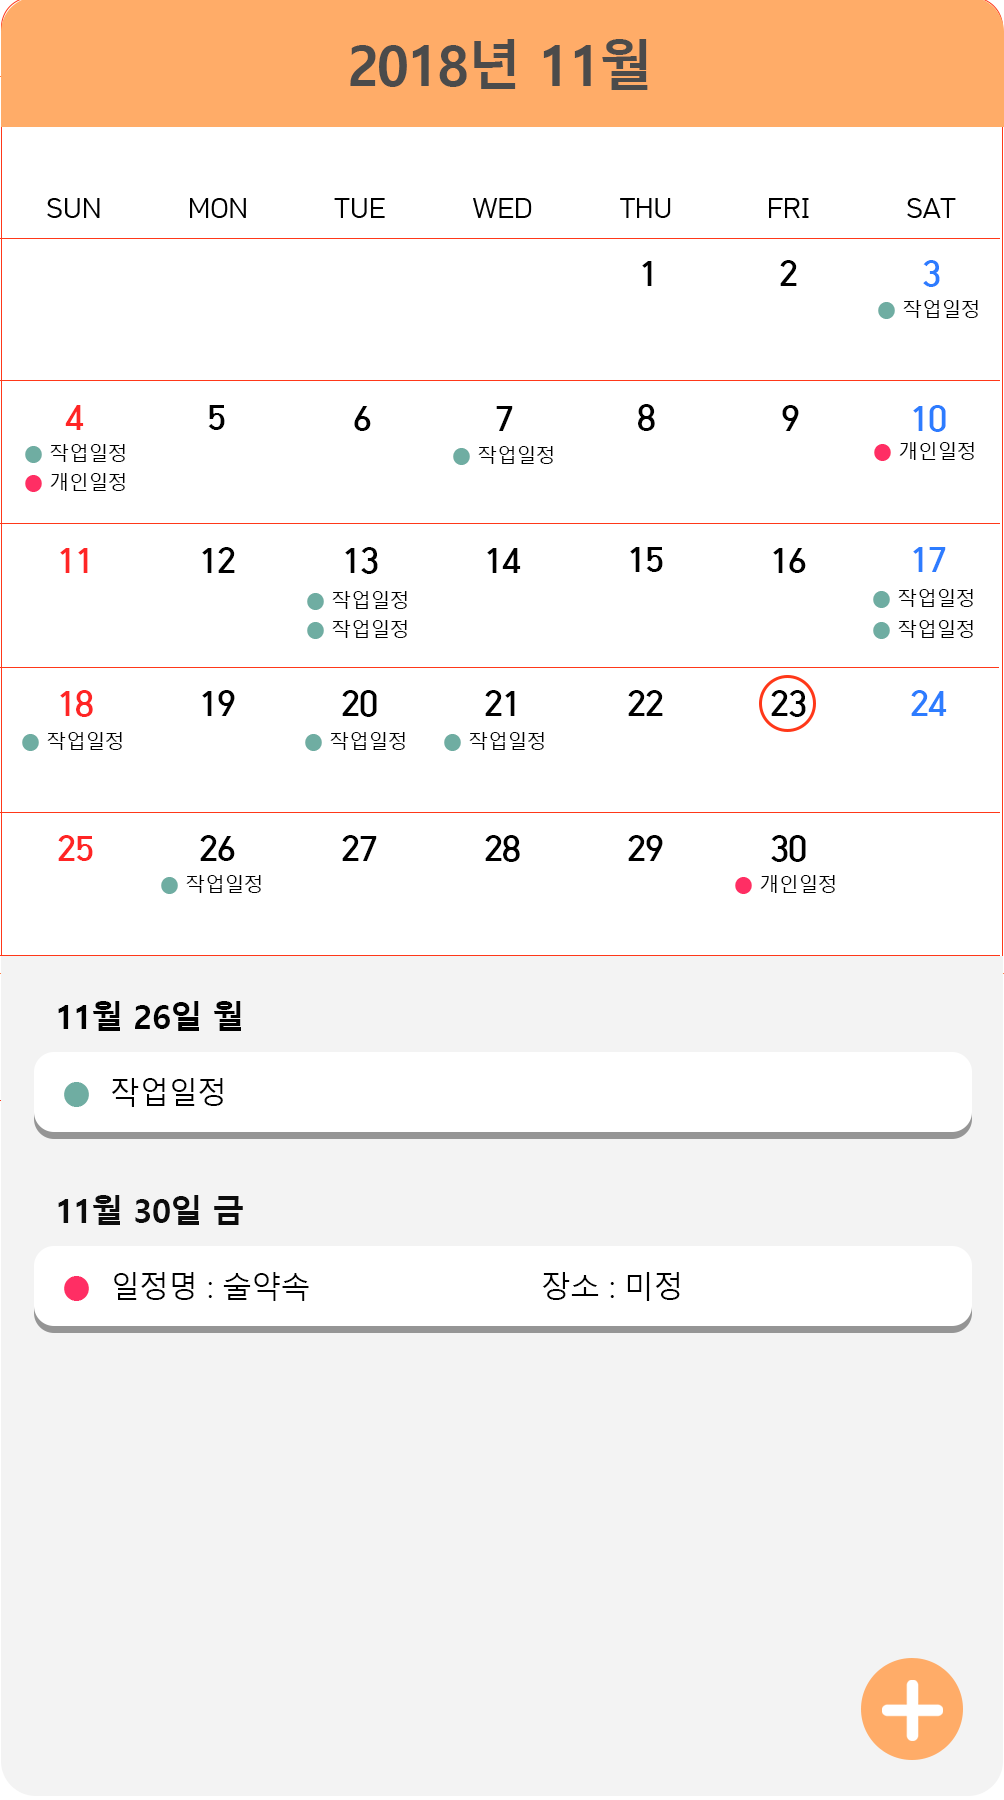 2018년 11월
SUN MON TUE WED THU FRI SAT
1 2 3
작업일정
4 5 6 7 8 9 10
작업일정 작업일정 개인일정
개인일정
11 12 13 14 15 16 17
작업일정 작업일정
작업일정 작업일정
18 19 20 21 22 23 24
작업일정 작업일정 작업일정
25 26 27 28 29 30
작업일정 개인일정
11월 26일 월
작업일정
11월 30일 금
일정명 : 술약속 장소 : 미정